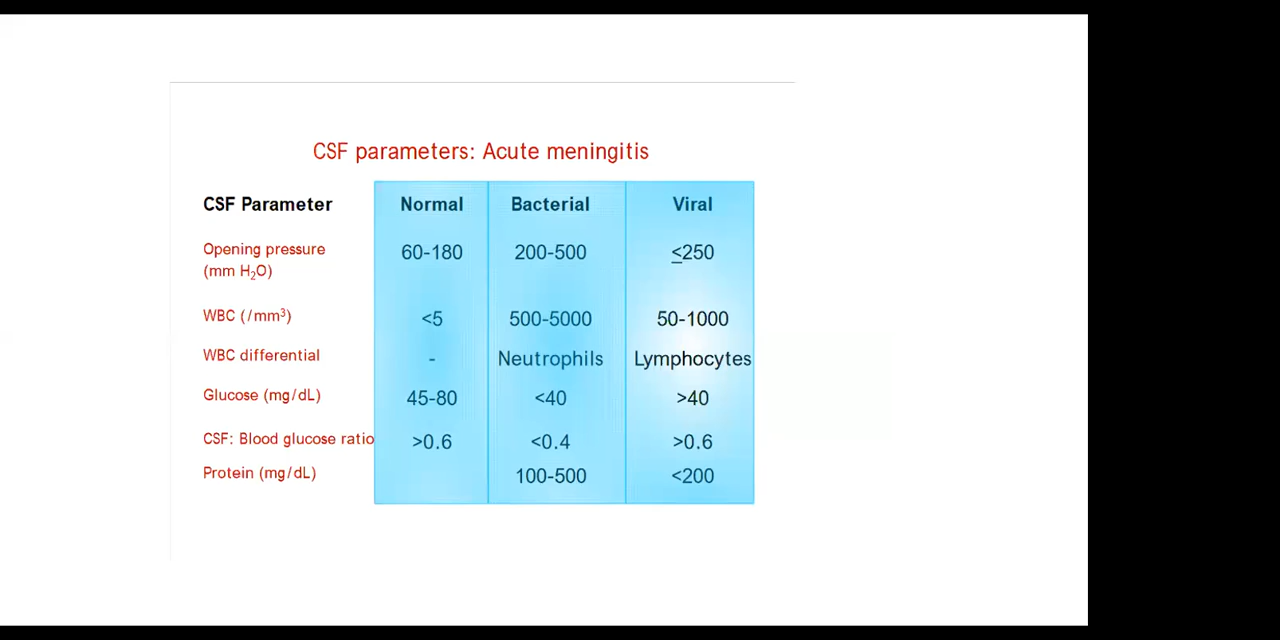 CSF parameters: Acute meningitis
CSF Parameter Normal Bacterial Viral
Opening pressure (mm H2O) 60-180 200-500 ≤250
WBC (/mm³) <5 500-5000 50-1000
WBC differential - Neutrophils Lymphocytes
Glucose (mg/dL) 45-80 <40 >40
CSF: Blood glucose ratio >0.6 <0.4 >0.6
Protein (mg/dL) 100-500 <200